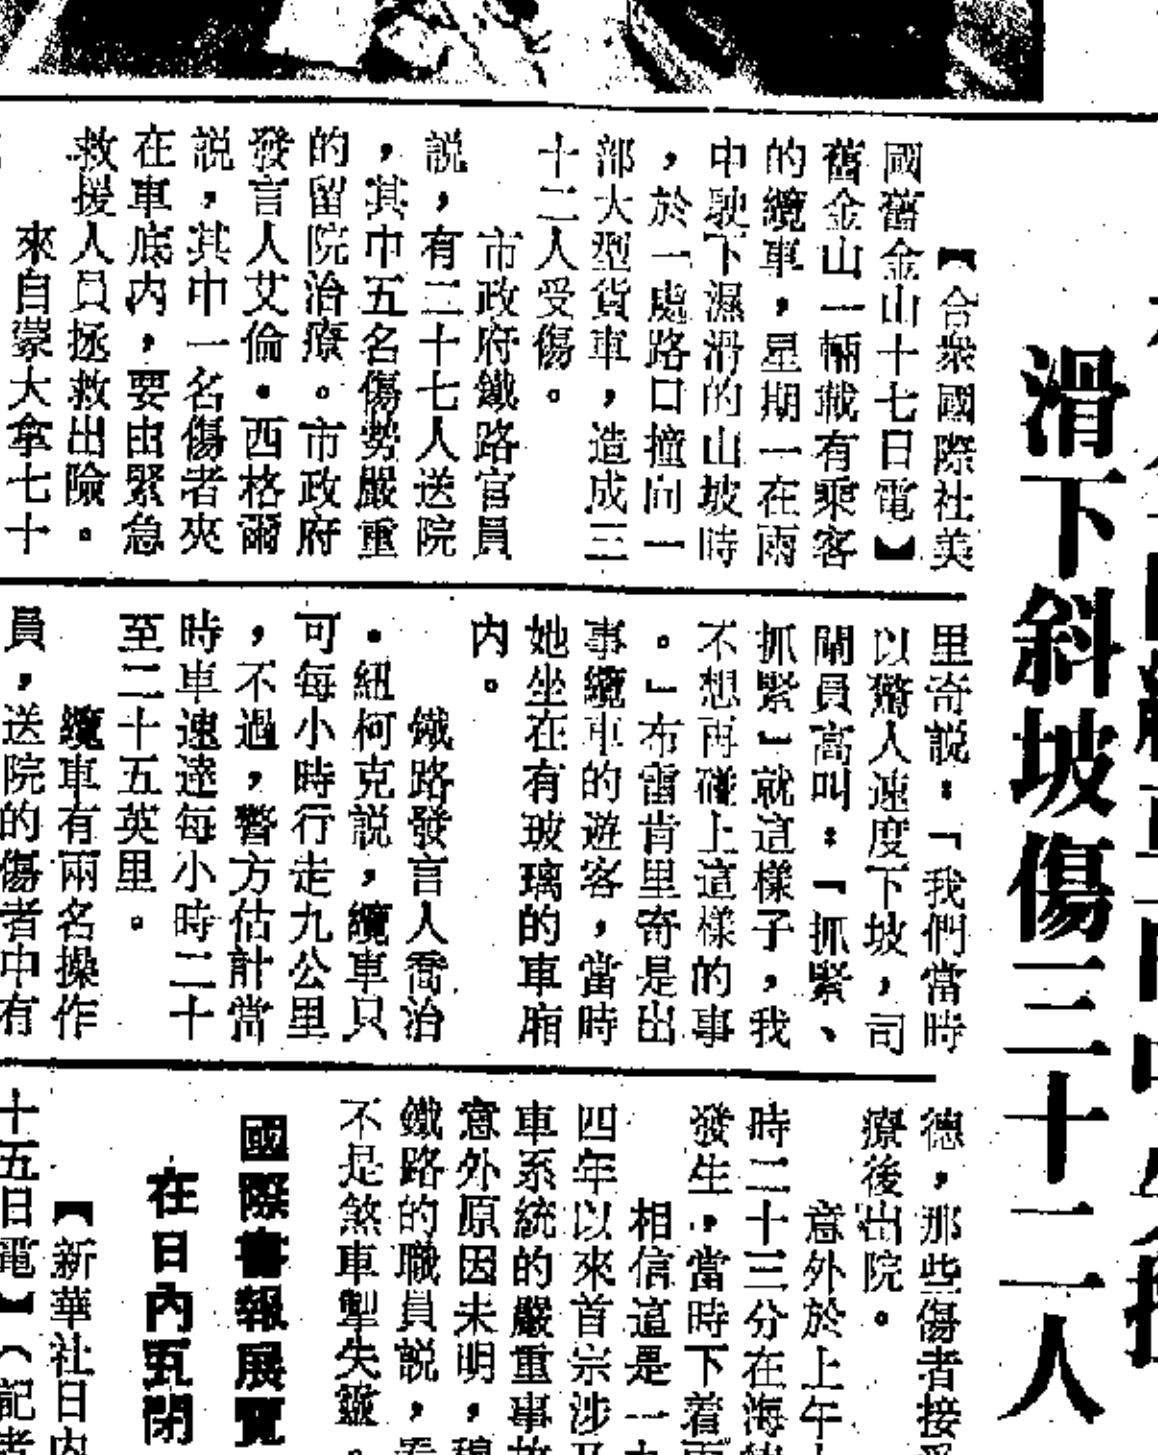 滑下斜坡傷三十二人
【合衆國際社美
國舊金山十七日電】
舊金山一輛載有乘客
的纜車，星期一在雨
中駛下濕滑的山坡時
，於一處路口撞向一
部大型貨車，造成三
十二人受傷。
市政府鐵路官員
説，有二十七人送院
，其中五名傷勢嚴重
的留院治療。市政府
發言人艾倫・西格爾
説，其中一名傷者夾
在車底内，要由緊急
救援人員拯救出險。
來自蒙大拿七十
里奇説：「我們當時
以驚人速度下坡，司
閘員高叫：「抓緊、
抓緊」就這樣子，我
不想再碰上這樣的事
。」布雷肯里奇是出
事纜車的遊客，當時
她坐在有玻璃的車廂
内。
鐵路發言人喬治
・紐柯克説，纜車只
可每小時行走九公里
，不過，警方估計當
時車速達每小時二十
至二十五英里。
纜車有兩名操作
員，送院的傷者中有
德，那些傷者接受
療後出院。
意外於上午
時二十三分在海
發生，當時下着雨
相信這是一九
四年以來首宗涉及
車系統的嚴重事故
意外原因未明，
鐵路的職員説，看
不是煞車掣失靈。
國際書報展覽
在日内瓦閉
【新華社日内
十五日電】（記者